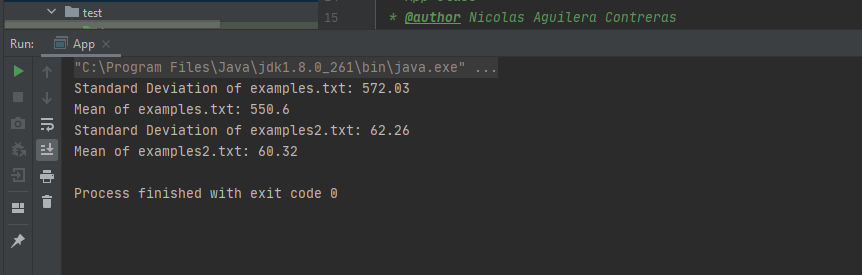 test
15
* @author Nicolas Aguilera Contreras
Run:
App
"C:\Program Files\Java\jdk1.8.0_261\bin\java.exe" ...
Standard Deviation of examples.txt: 572.03
Mean of examples.txt: 550.6
Standard Deviation of examples2.txt: 62.26
Mean of examples2.txt: 60.32
Process finished with exit code 0